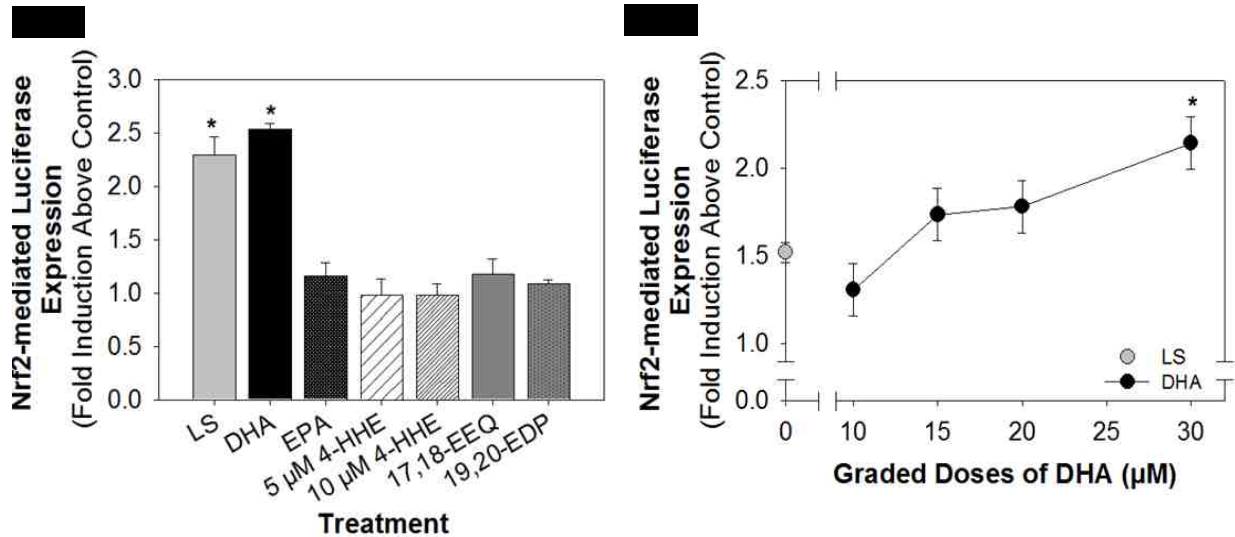 Nrf2-mediated Luciferase
Expression
(Fold Induction Above Control)
3.0
2.5
2.0
1.5
1.0
0.5
0.0
*
*
LS
DHA
EPA
5 µM 4-HHE
10 µM 4-HHE
17,18-EEQ
19,20-EDP
Treatment
Nrf2-mediated Luciferase
Expression
(Fold Induction Above Control)
2.5
2.0
1.5
1.0
0.0
*
LS
DHA
0
10
15
20
25
30
Graded Doses of DHA (µM)